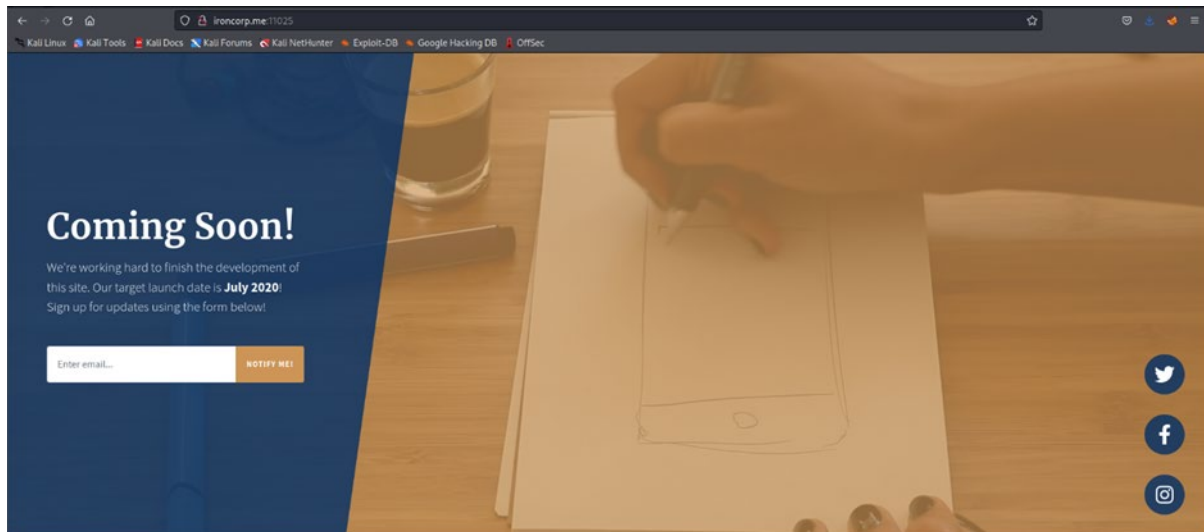 ironcorp.me:11025
Kali Linux Kali Tools Kali Docs Kali Forums Kali NetHunter Exploit-DB Google Hacking DB OffSec
Coming Soon!
We're working hard to finish the development of
this site. Our target launch date is July 2020!
Sign up for updates using the form below!
Enter email... NOTIFY ME!